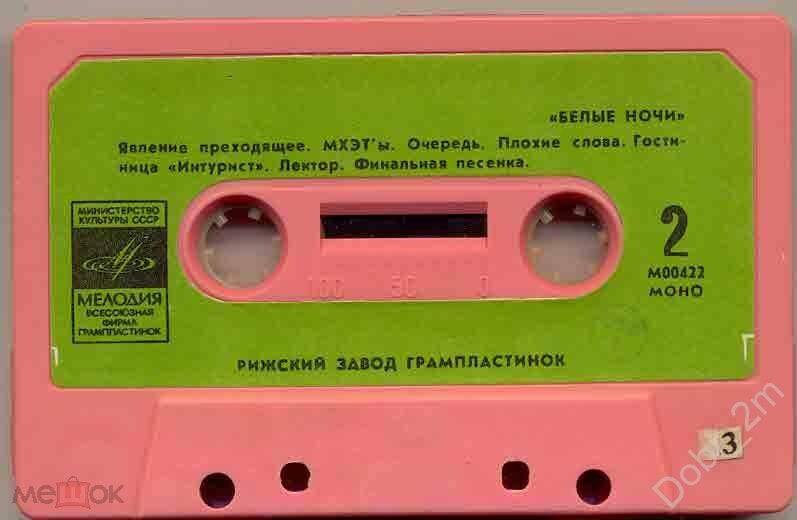 «БЕЛЫЕ НОЧИ»
Явление преходящее. МХЭТ'ы. Очередь. Плохие слова. Гости-
ница «Интурист». Лектор. Финальная песенка.
МИНИСТЕРСТВО
КУЛЬТУРЫ СССР
МЕЛОДИЯ
ВСЕСОЮЗНАЯ
ФИРМА
ГРАМПЛАСТИНОК
2
М00422
МОНО
100 50 0
РИЖСКИЙ ЗАВОД ГРАМПЛАСТИНОК
3
мешок